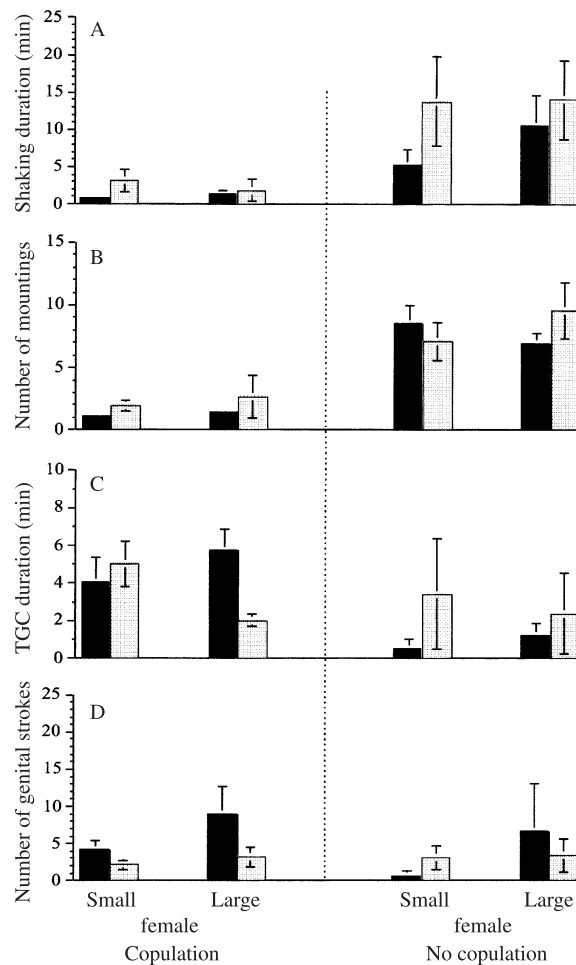 A
Shaking duration (min)
25
20
15
10
5
0
B
Number of mountings
15
10
5
0
C
TGC duration (min)
10
8
6
4
2
0
D
Number of genital strokes
25
20
15
10
5
0
Small Large Small Large
female female
Copulation No copulation